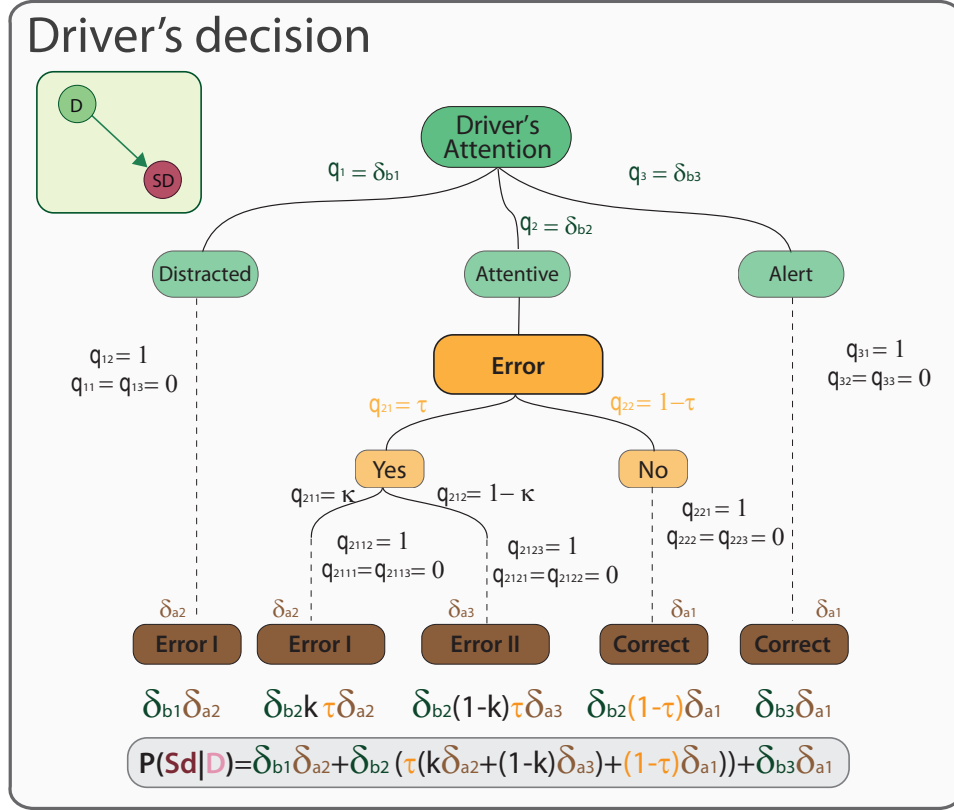 Driver's decision
D
SD
Driver's
Attention
q1 = δb1
q2 = δb2
q3 = δb3
Distracted
Attentive
Alert
q12 = 1
q11 = q13 = 0
Error
q31 = 1
q32 = q33 = 0
q21 = τ
q22 = 1−τ
Yes
No
q211 = κ
q212 = 1− κ
q221 = 1
q222 = q223 = 0
q2112 = 1
q2111 = q2113 = 0
q2123 = 1
q2121 = q2122 = 0
δa2
δa2
δa3
δa1
δa1
Error I
Error I
Error II
Correct
Correct
δb1δa2
δb2k τδa2
δb2(1-k)τδa3
δb2(1-τ)δa1
δb3δa1
P(Sd|D)=δb1δa2+δb2 (τ(kδa2+(1-k)δa3)+(1-τ)δa1))+δb3δa1